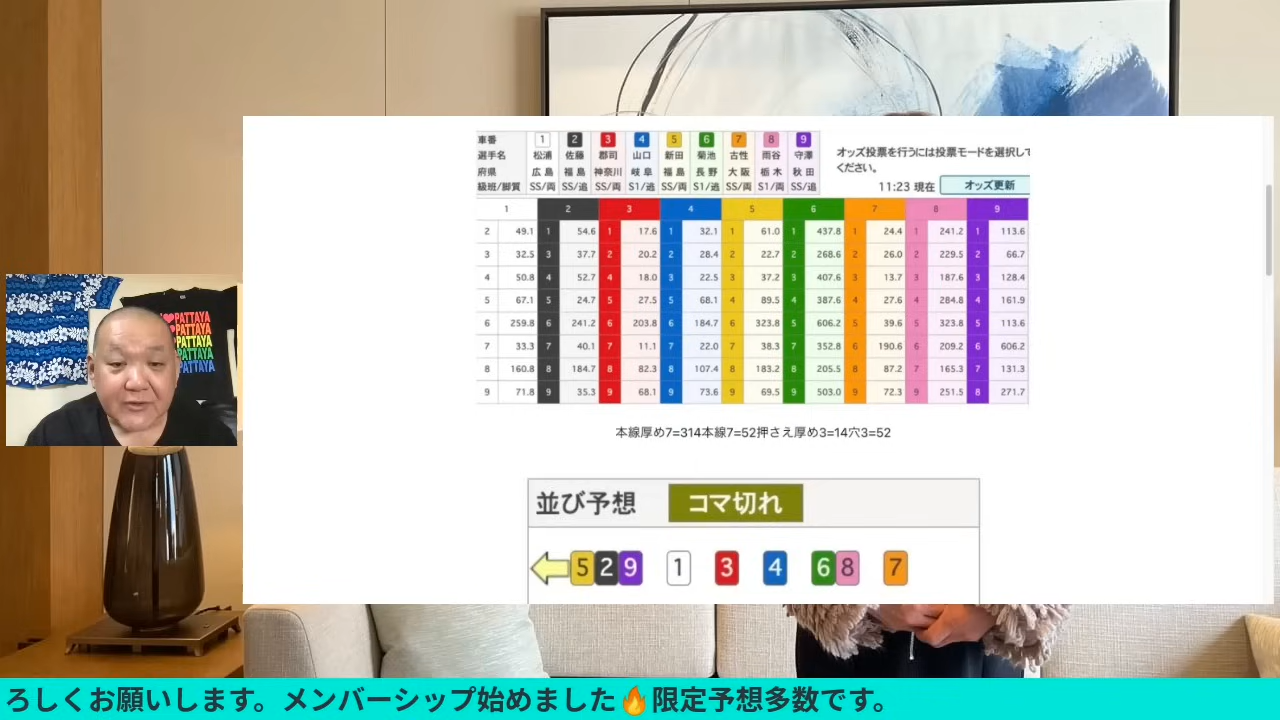 車番 1 2 3 4 5 6 7 8 9
選手名 松浦 佐藤 郡司 山口 新田 菊池 古性 雨谷 守澤
府県 広島 福島 神奈川 岐阜 福島 長野 大阪 栃木 秋田
級班/脚質 SS/両 SS/追 SS/両 S1/逃 SS/両 S1/逃 SS/両 S1/両 SS/追
オッズ投票を行うには投票モードを選択して
ください。
11:23 現在 オッズ更新
1 2 3 4 5 6 7 8 9
2 49.1 1 54.6 1 17.6 1 32.1 1 61.0 1 437.8 1 24.4 1 241.2 1 113.6
3 32.5 3 37.7 2 20.2 2 28.4 2 22.7 2 268.6 2 26.0 2 229.5 2 66.7
4 50.8 4 52.7 4 18.0 3 22.5 3 37.2 3 407.6 3 13.7 3 187.6 3 128.4
5 67.1 5 24.7 5 27.5 5 68.1 4 89.5 4 387.6 4 27.6 4 284.8 4 161.9
6 259.8 6 241.2 6 203.8 6 184.7 6 323.8 5 606.2 5 39.6 5 323.8 5 113.6
7 33.3 7 40.1 7 11.1 7 22.0 7 38.3 7 352.8 6 190.6 6 209.2 6 606.2
8 160.8 8 184.7 8 82.3 8 107.4 8 183.2 8 205.5 8 87.2 7 165.3 7 131.3
9 71.8 9 35.3 9 68.1 9 73.6 9 69.5 9 503.0 9 72.3 9 251.5 8 271.7
本線厚め7=314本線7=52押さえ厚め3=14穴3=52
並び予想 コマ切れ
5 2 9 1 3 4 6 8 7
PATTAYA
PATTAYA
PATTAYA
PATTAYA
PATTAYA
ろしくお願いします。メンバーシップ始めました🔥限定予想多数です。